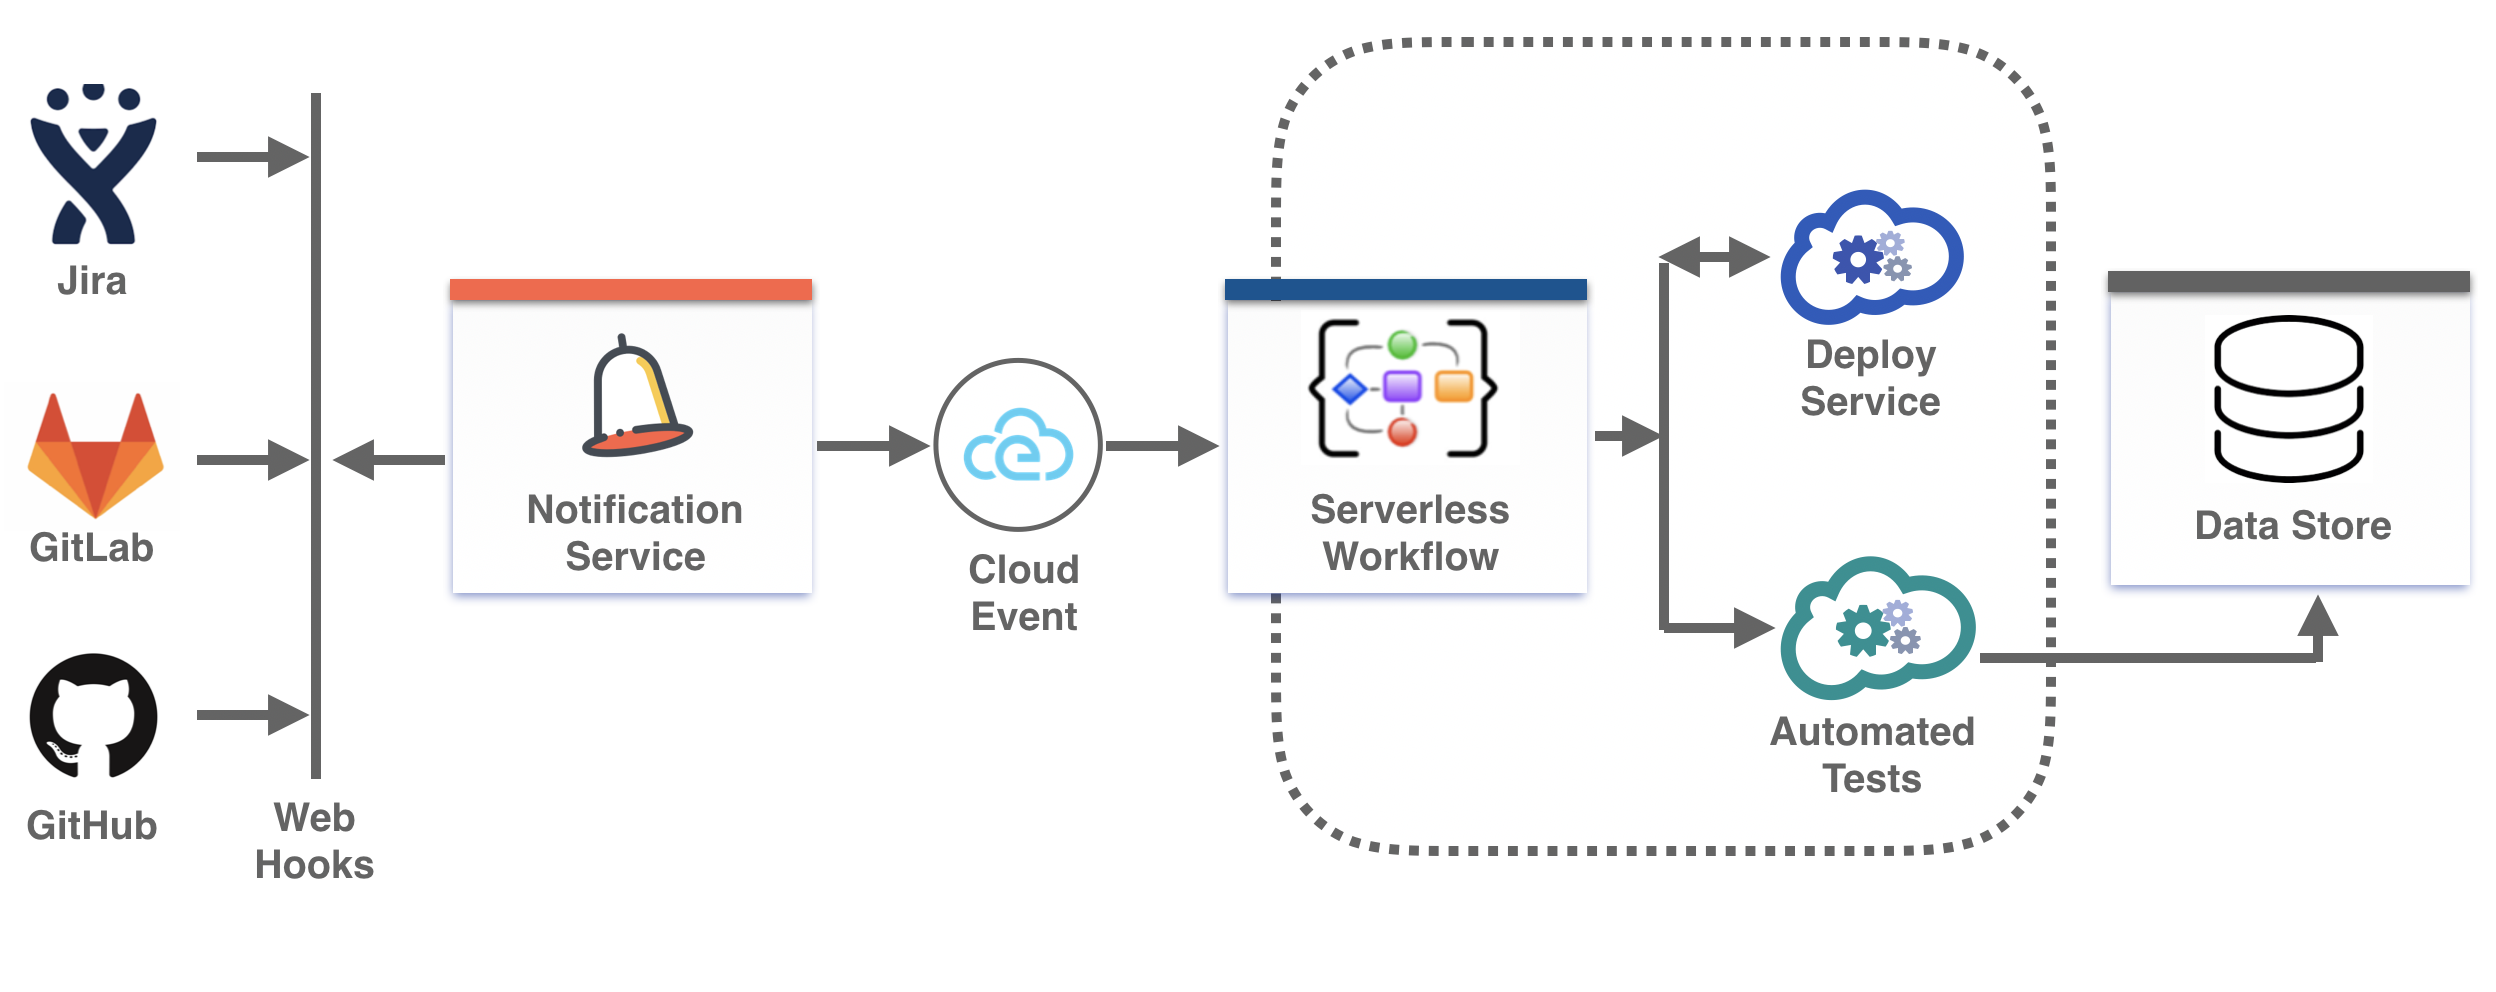 Jira
GitLab
GitHub
Web
Hooks
Notification
Service
Cloud
Event
Serverless
Workflow
Deploy
Service
Automated
Tests
Data Store